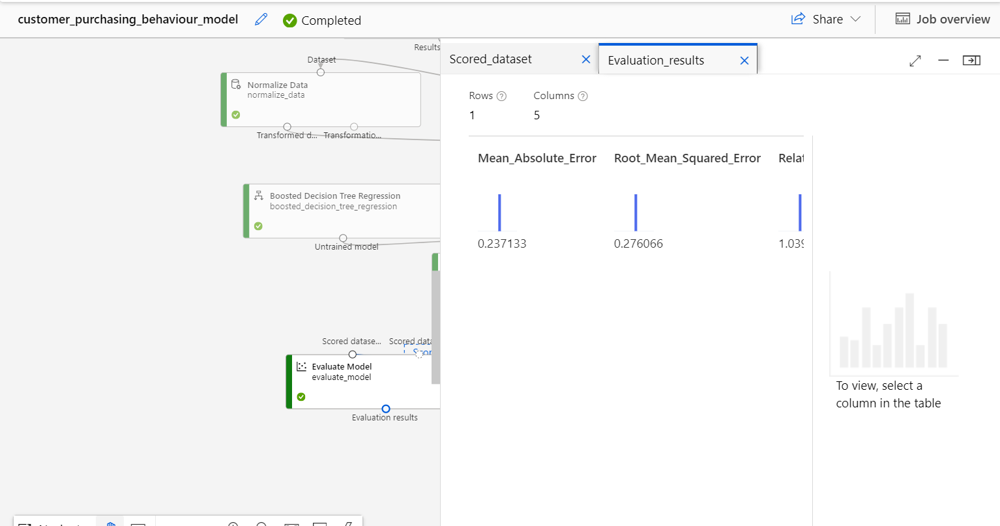 customer_purchasing_behaviour_model
Completed
Share
Job overview
Results
Dataset
Normalize Data
normalize_data
Transformed d...
Transformatio...
Boosted Decision Tree Regression
boosted_decision_tree_regression
Untrained model
Scored datase...
Scored data
Scor
Evaluate Model
evaluate_model
Evaluation results
Scored_dataset
Evaluation_results
Rows
Columns
1
5
Mean_Absolute_Error
Root_Mean_Squared_Error
Relat
0.237133
0.276066
1.039
To view, select a
column in the table